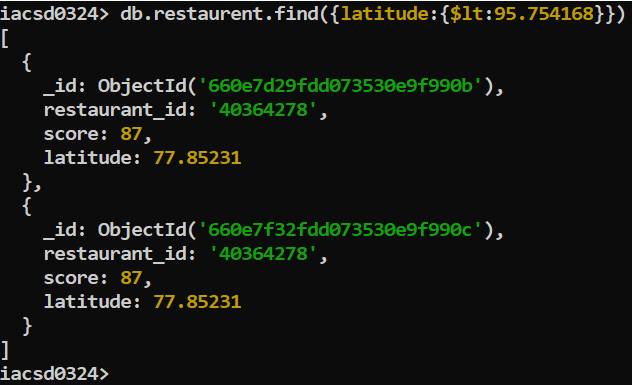 iacsd0324> db.restaurent.find({latitude:{$lt:95.754168}})
[
  {
    _id: ObjectId('660e7d29fdd073530e9f990b'),
    restaurant_id: '40364278',
    score: 87,
    latitude: 77.85231
  },
  {
    _id: ObjectId('660e7f32fdd073530e9f990c'),
    restaurant_id: '40364278',
    score: 87,
    latitude: 77.85231
  }
]
iacsd0324>